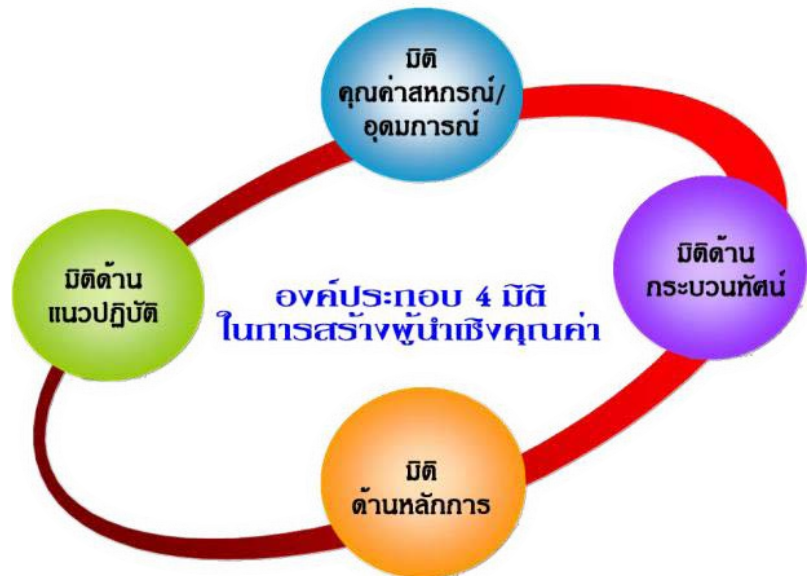 มิติ
คุณค่าสหกรณ์/
อุดมการณ์
มิติด้าน
กระบวนทัศน์
มิติด้าน
แนวปฏิบัติ
องค์ประกอบ 4 มิติ
ในการสร้างผู้นำเชิงคุณค่า
มิติ
ด้านหลักการ